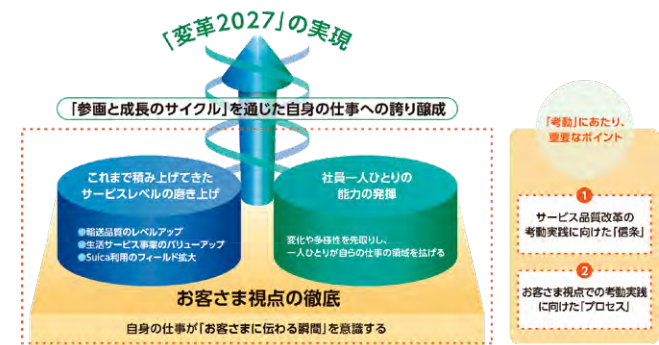 「変革2027」の実現
「参画と成長のサイクル」を通じた自身の仕事への誇り醸成
これまで積み上げてきた
サービスレベルの磨き上げ
●輸送品質のレベルアップ
●生活サービス事業のバリューアップ
●Suica利用のフィールド拡大
社員一人ひとりの
能力の発揮
変化や多様性を先取りし、
一人ひとりが自らの仕事の領域を拡げる
お客さま視点の徹底
自身の仕事が「お客さまに伝わる瞬間」を意識する
「考動」にあたり、
重要なポイント
1
サービス品質改革の
考動実践に向けた「信条」
2
お客さま視点での考動実践
に向けた「プロセス」